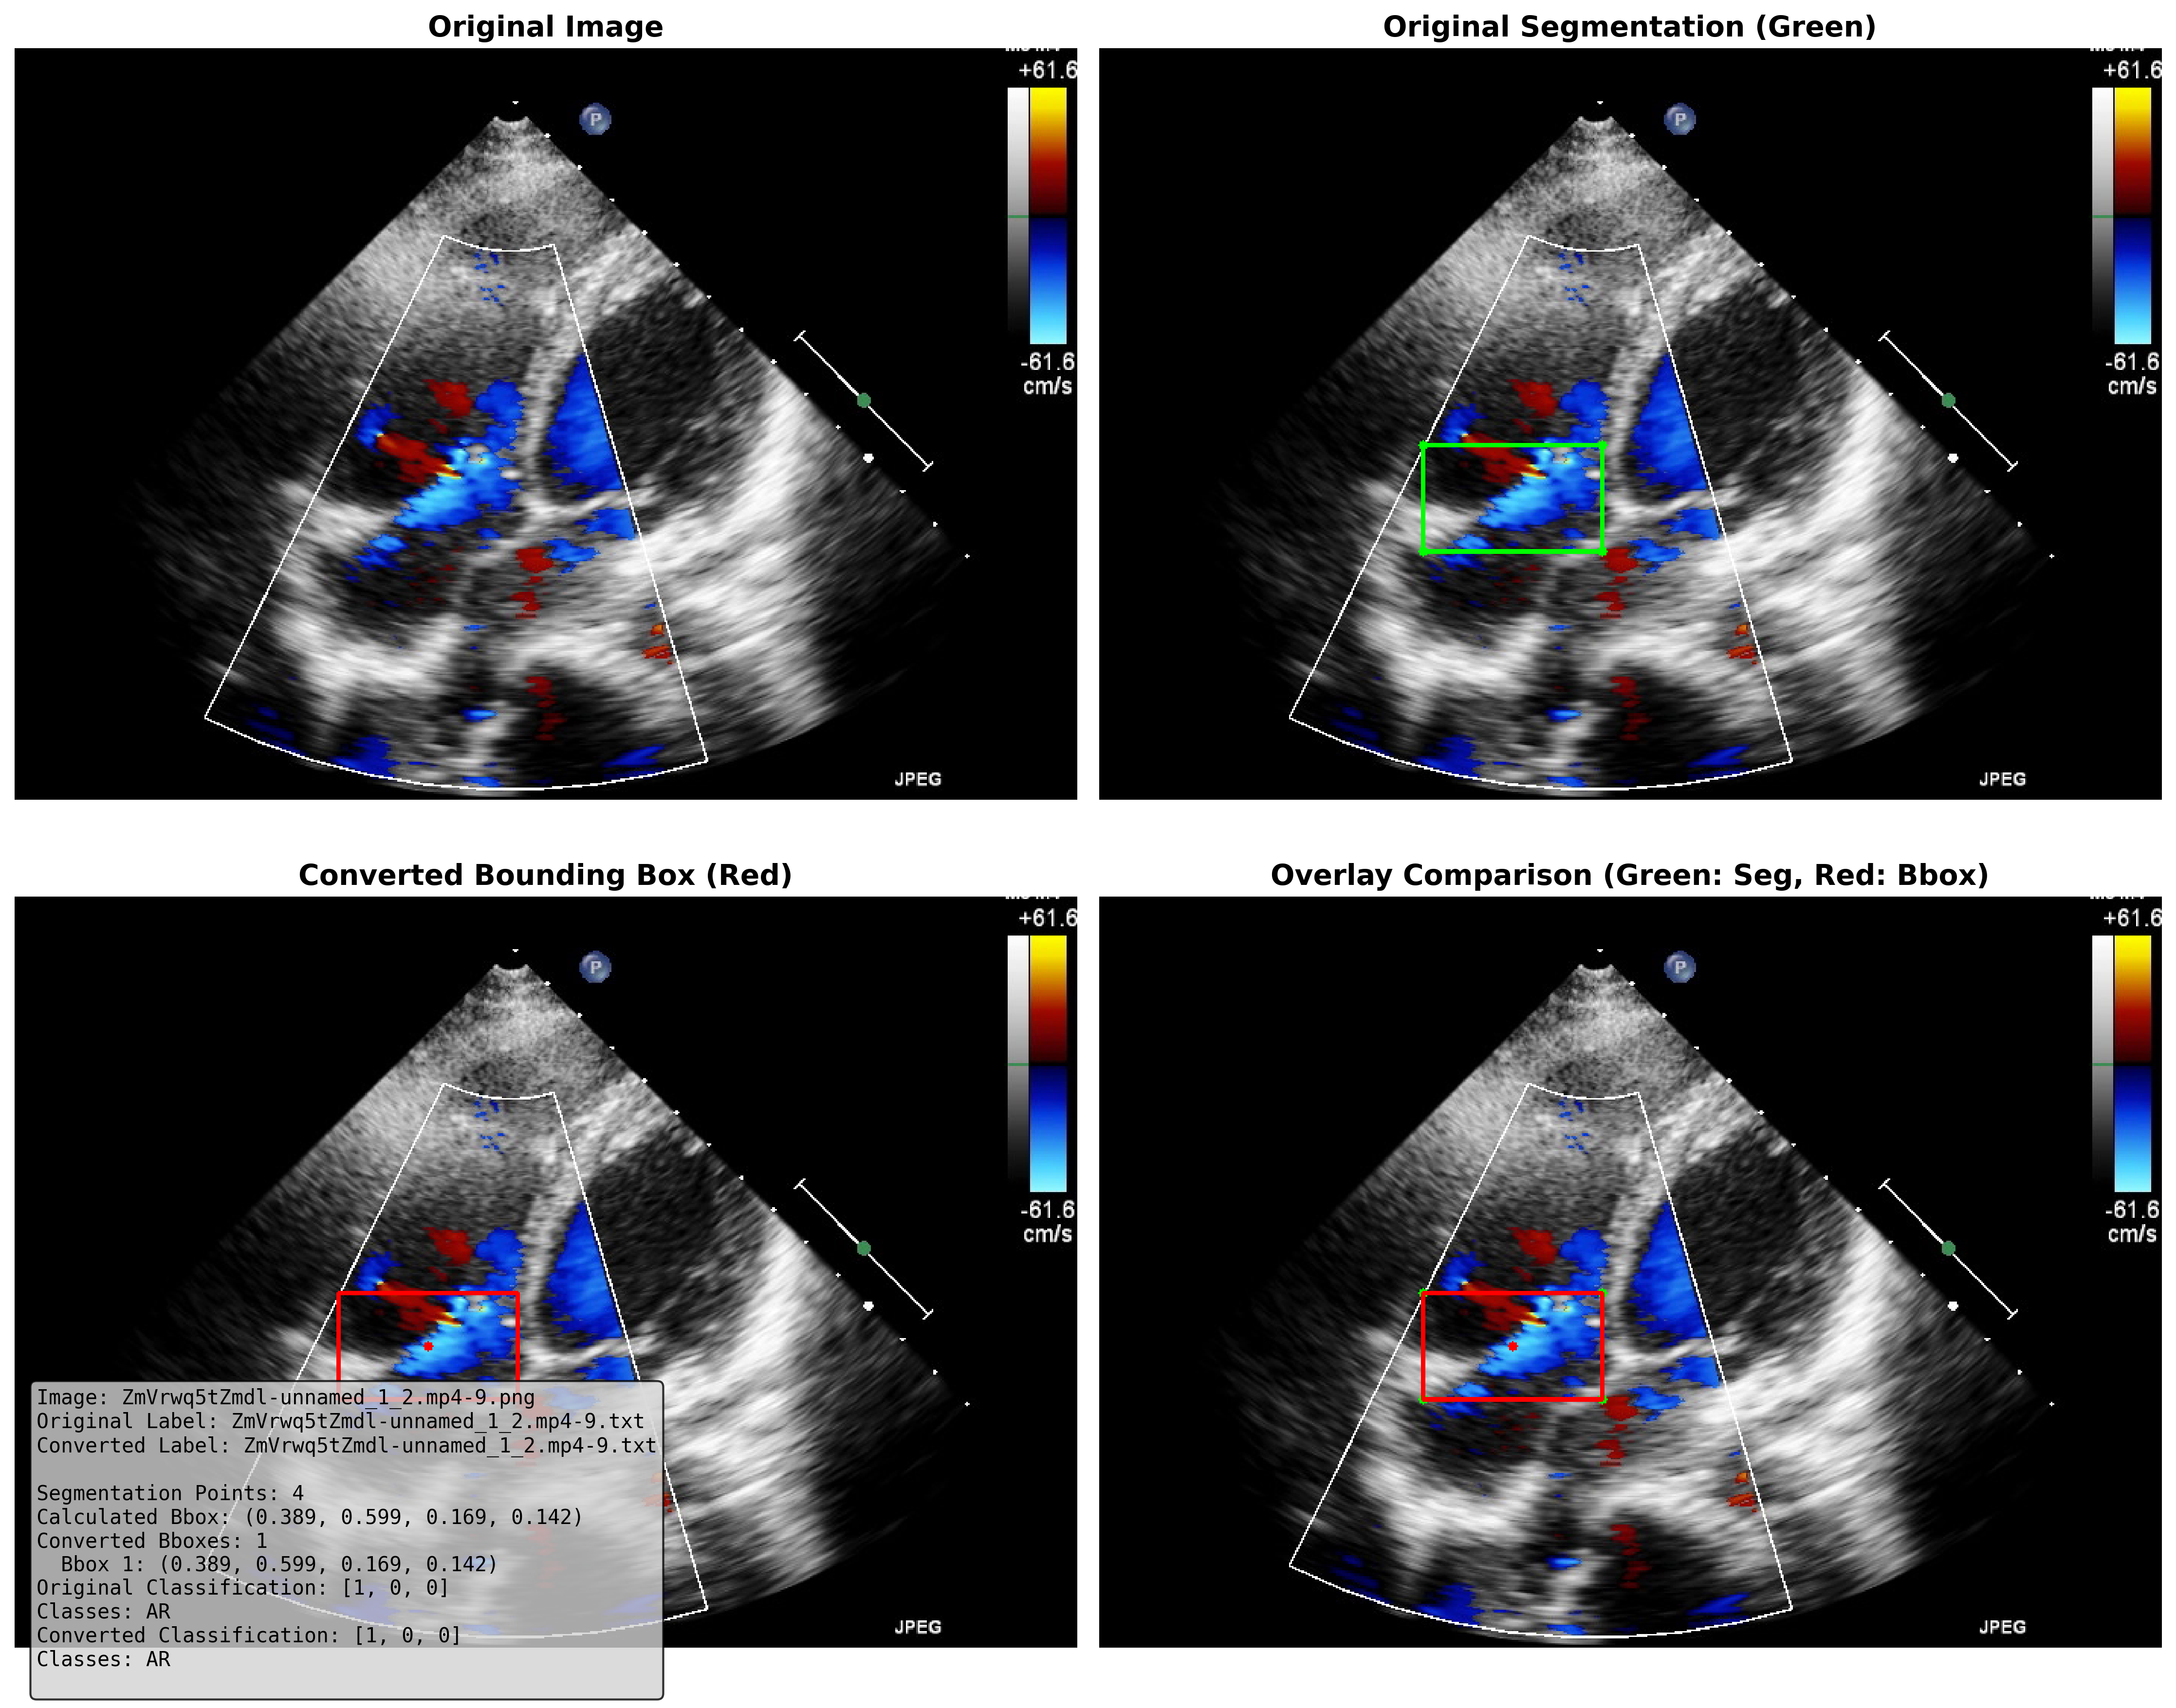 Original Image
Original Segmentation (Green)
+61.6
P
-61.6
cm/s
JPEG
+61.6
P
-61.6
cm/s
JPEG
Converted Bounding Box (Red)
Overlay Comparison (Green: Seg, Red: Bbox)
+61.6
P
-61.6
cm/s
JPEG
+61.6
P
-61.6
cm/s
JPEG
Image: ZmVrwq5tZmdl-unnamed_1_2.mp4-9.png
Original Label: ZmVrwq5tZmdl-unnamed_1_2.mp4-9.txt
Converted Label: ZmVrwq5tZmdl-unnamed_1_2.mp4-9.txt
Segmentation Points: 4
Calculated Bbox: (0.389, 0.599, 0.169, 0.142)
Converted Bboxes: 1
Bbox 1: (0.389, 0.599, 0.169, 0.142)
Original Classification: [1, 0, 0]
Classes: AR
Converted Classification: [1, 0, 0]
Classes: AR